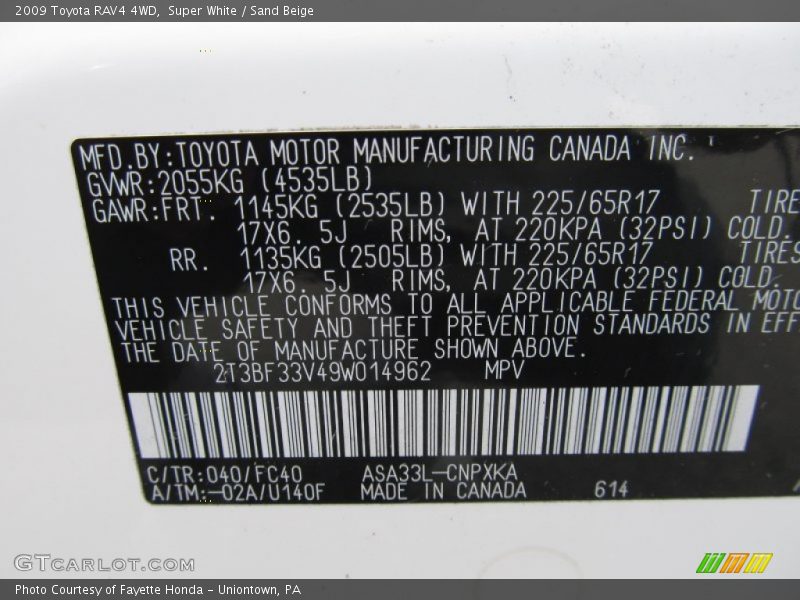 2009 Toyota RAV4 4WD,  Super White / Sand Beige
MFD.BY:TOYOTA MOTOR MANUFACTURING CANADA INC.
GVWR:2055KG (4535LB)
GAWR:FRT. 1145KG (2535LB) WITH 225/65R17 TIRE
17X6. 5J RIMS, AT 220KPA (32PSI) COLD.
RR. 1135KG (2505LB) WITH 225/65R17 TIRES
17X6. 5J RIMS, AT 220KPA (32PSI) COLD.
THIS VEHICLE CONFORMS TO ALL APPLICABLE FEDERAL MOTO
VEHICLE SAFETY AND THEFT PREVENTION STANDARDS IN EFF
THE DATE OF MANUFACTURE SHOWN ABOVE.
2T3BF33V49W014962 MPV
C/TR:040/FC40 ASA33L-CNPXKA
A/TM:-02A/U140F MADE IN CANADA 614
GTCARLOT.COM
Photo Courtesy of Fayette Honda - Uniontown, PA